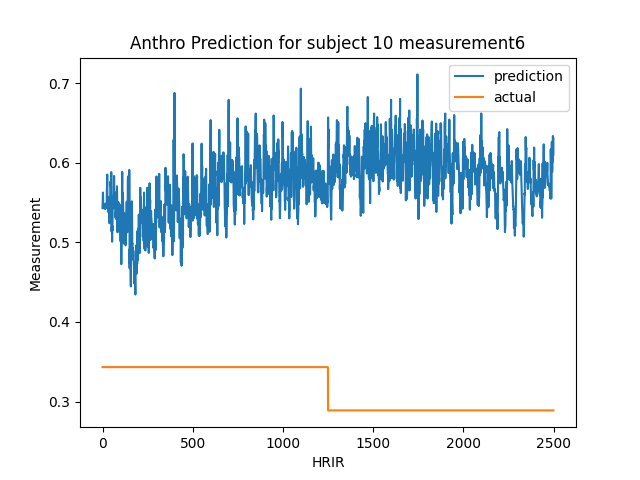 Anthro Prediction for subject 10 measurement6
prediction
actual
0.7
0.6
0.5
0.4
0.3
Measurement
0
500
1000
1500
2000
2500
HRIR